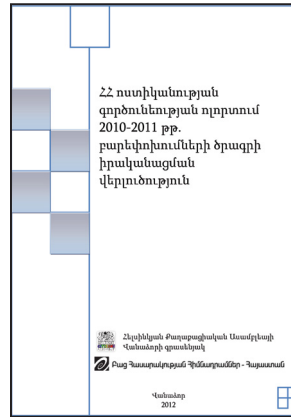 ՀՀ ոստիկանության
գործունեության ոլորտում
2010-2011 թթ.
բարեփոխումների ծրագրի
իրականացման
վերլուծություն
Հելսինկյան Քաղաքացիական Ասամբլեայի
Վանաձորի գրասենյակ
Բաց Հասարակության Հիմնադրամներ - Հայաստան
Վանաձոր
2012